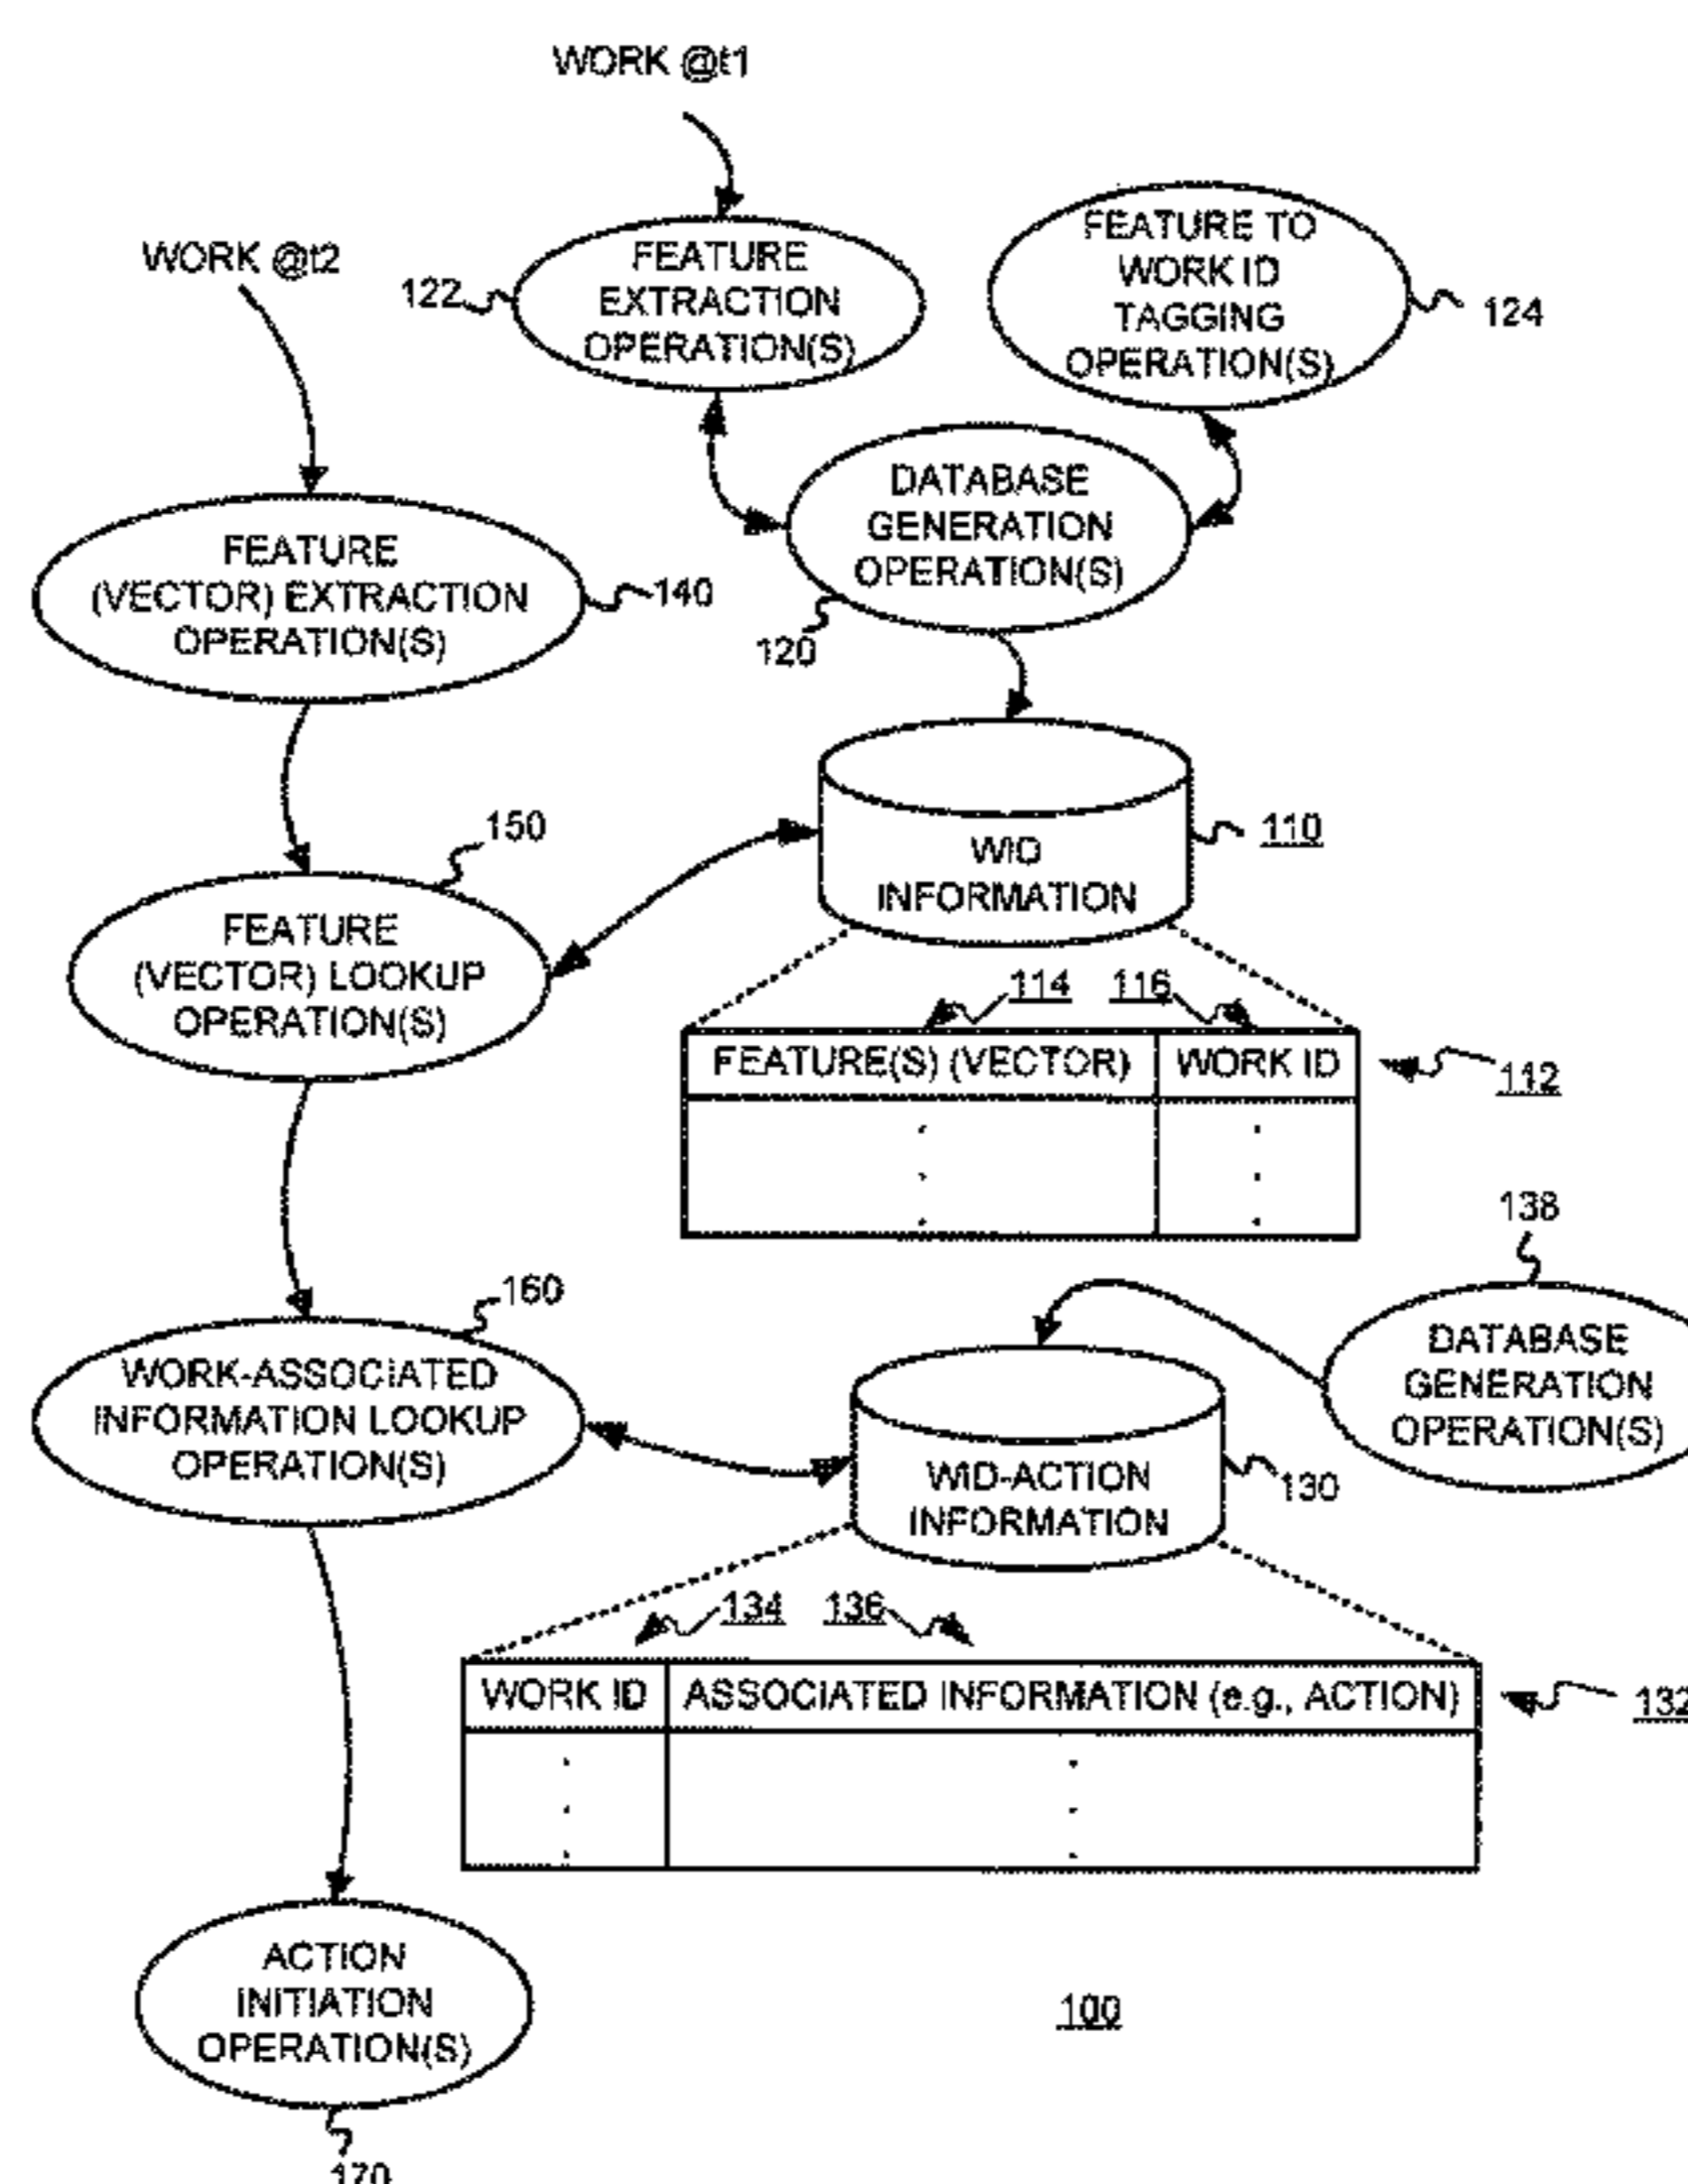 WORK @t1
WORK @t2
122
FEATURE
EXTRACTION
OPERATION(S)
FEATURE TO
WORK ID
TAGGING
OPERATION(S)
124
DATABASE
GENERATION
OPERATION(S)
120
FEATURE
(VECTOR) EXTRACTION
OPERATION(S)
140
150
FEATURE
(VECTOR) LOOKUP
OPERATION(S)
WID
INFORMATION
110
114
116
FEATURE(S) (VECTOR)
WORK ID
112
138
DATABASE
GENERATION
OPERATION(S)
160
WORK-ASSOCIATED
INFORMATION LOOKUP
OPERATION(S)
WID-ACTION
INFORMATION
130
134
136
WORK ID
ASSOCIATED INFORMATION (e.g., ACTION)
132
ACTION
INITIATION
OPERATION(S)
170
100